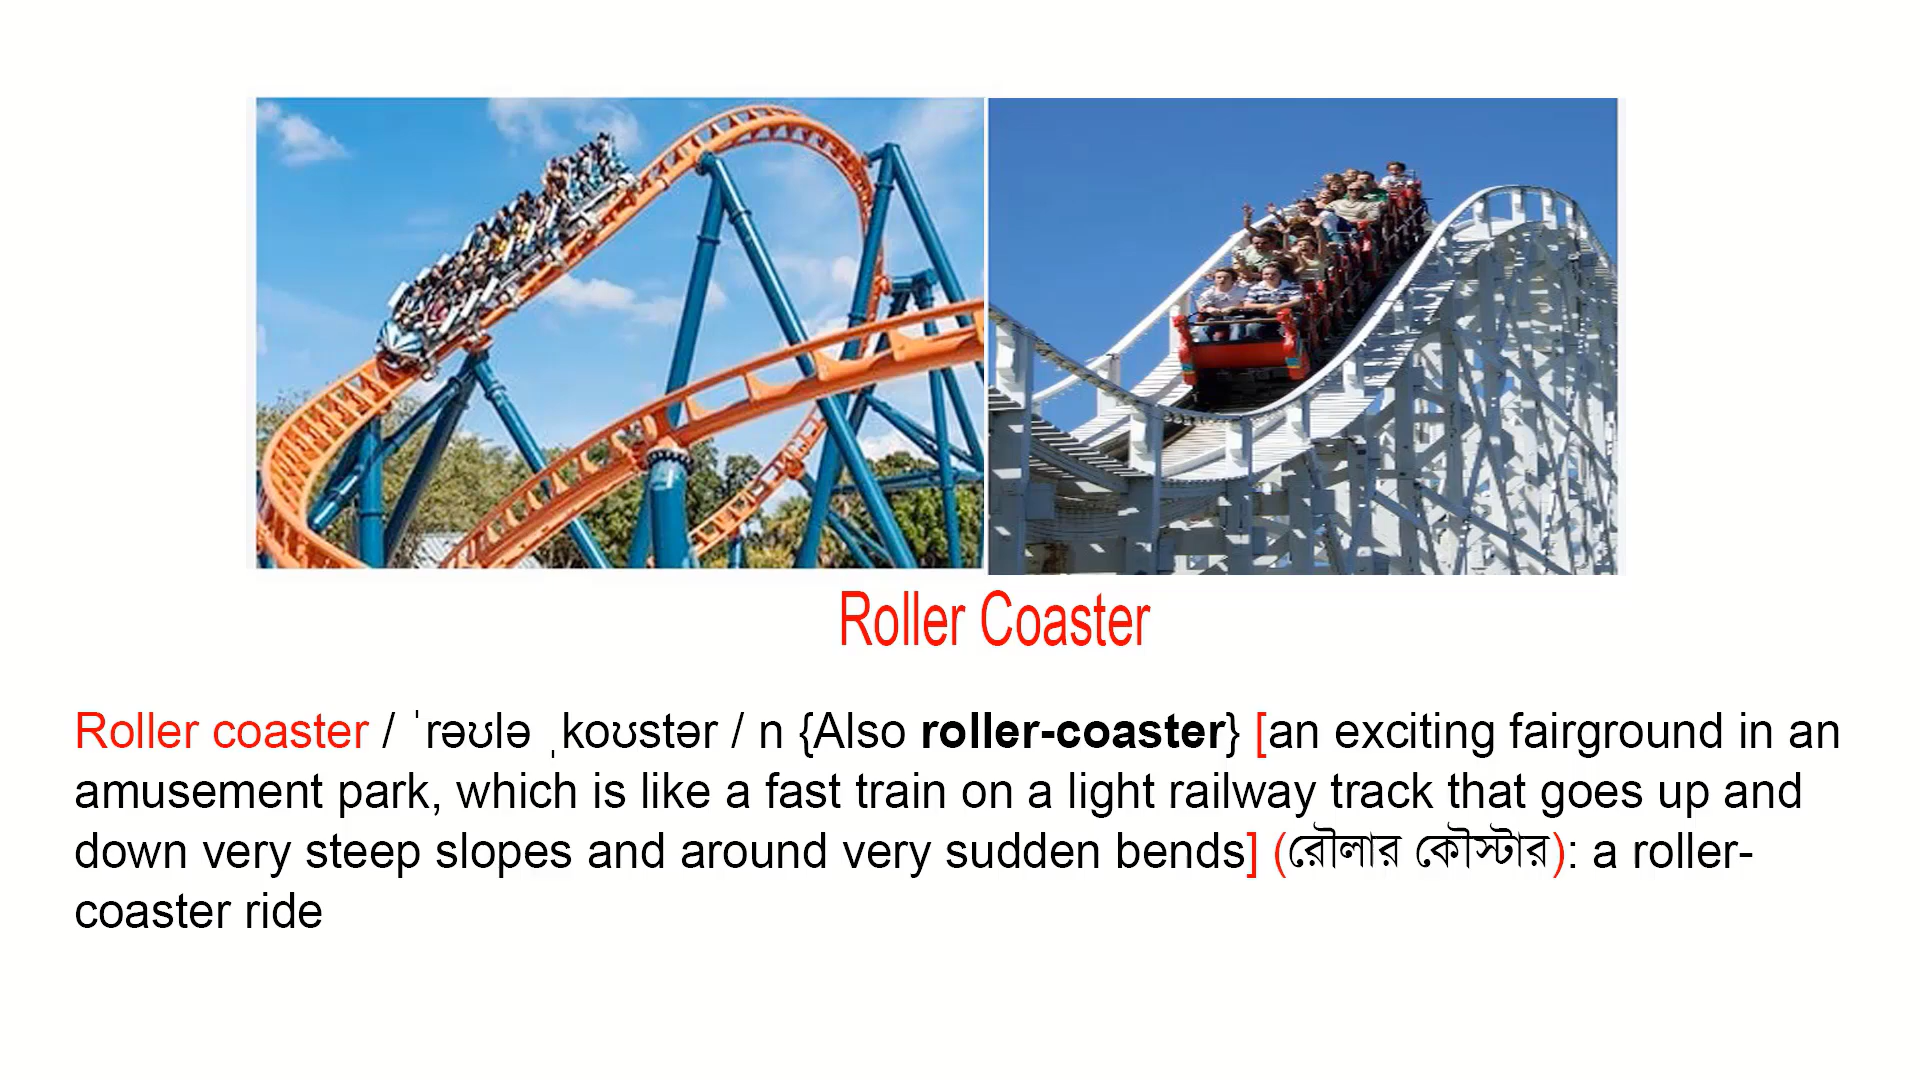 Roller Coaster
Roller coaster / ˈrəʊlə ˌkoʊstər / n {Also roller-coaster} [an exciting fairground in an
amusement park, which is like a fast train on a light railway track that goes up and
down very steep slopes and around very sudden bends] (রৌলার কৌস্টার): a roller-
coaster ride